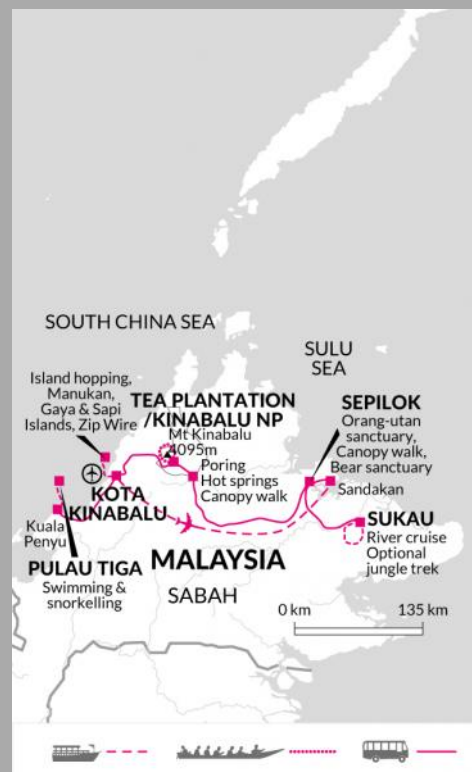 SOUTH CHINA SEA
SULU
SEA
Island hopping,
Manukan,
Gaya & Sapi
Islands, Zip Wire
TEA PLANTATION
/KINABALU NP
Mt Kinabalu
4095m
Poring
Hot springs
Canopy walk
SEPILOK
Orang-utan
sanctuary,
Canopy walk,
Bear sanctuary
Sandakan
KOTA
KINABALU
Kuala
Penyu
PULAU TIGA
Swimming &
snorkelling
MALAYSIA
SABAH
SUKAU
River cruise
Optional
jungle trek
0 km 135 km